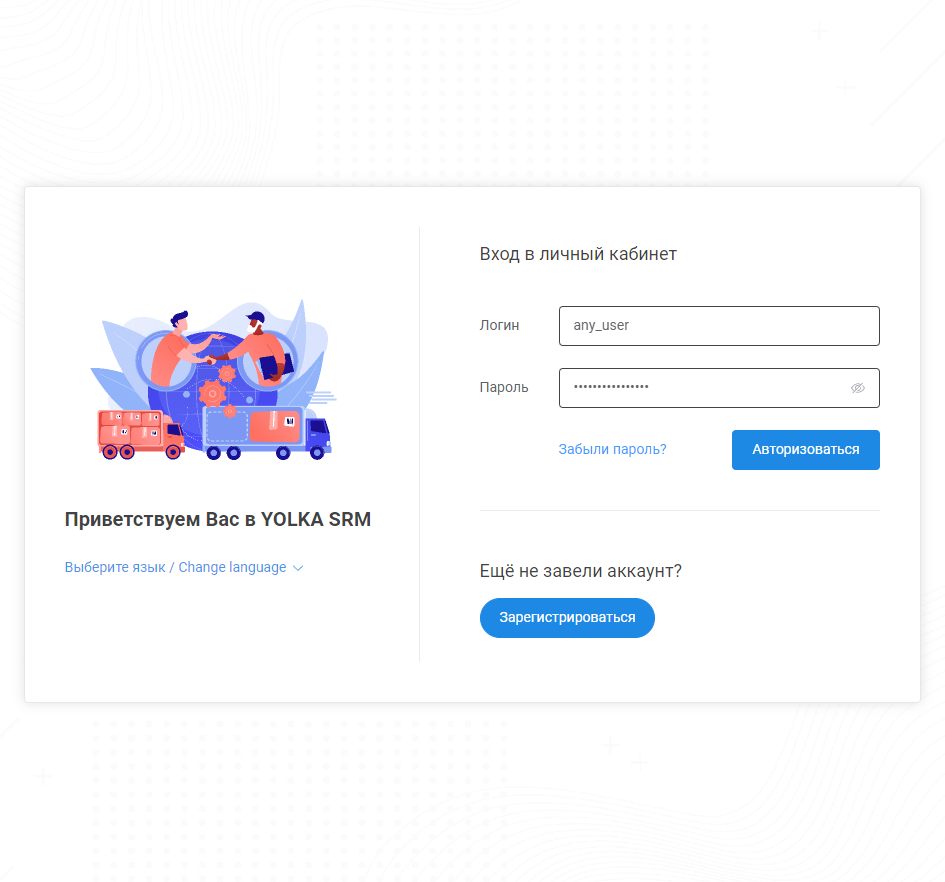 Вход в личный кабинет
Логин
any_user
Пароль
••••••••••••••••
Забыли пароль?
Авторизоваться
Приветствуем Вас в YOLKA SRM
Выберите язык / Change language
Ещё не завели аккаунт?
Зарегистрироваться